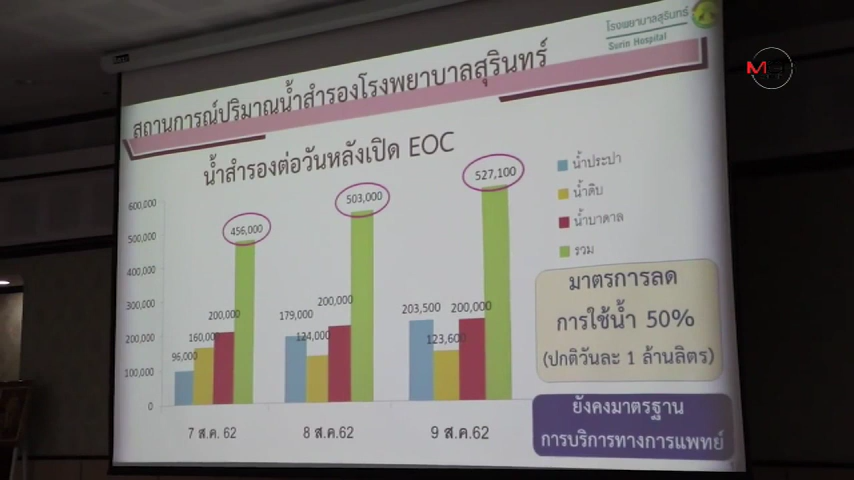 โรงพยาบาลสุรินทร์
Surin Hospital
สถานการณ์ปริมาณน้ำสำรองโรงพยาบาลสุรินทร์
น้ำสำรองต่อวันหลังเปิด EOC
น้ำประปา
น้ำดิบ
น้ำบาดาล
รวม
600,000
500,000
400,000
300,000
200,000
100,000
0
96,000
160,000
200,000
456,000
179,000
124,000
200,000
503,000
203,500
123,600
200,000
527,100
7 ส.ค. 62
8 ส.ค.62
9 ส.ค.62
มาตรการลด
การใช้น้ำ 50%
(ปกติวันละ 1 ล้านลิตร)
ยังคงมาตรฐาน
การบริการทางการแพทย์